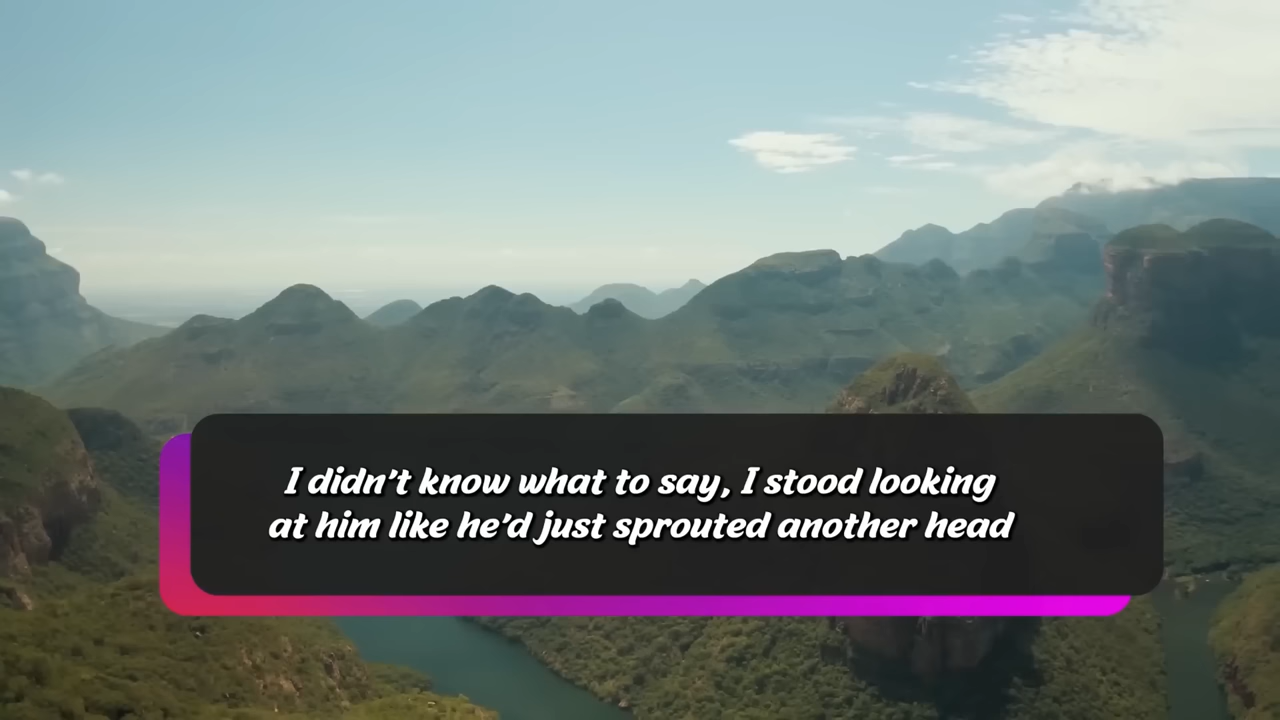 I didn’t know what to say, I stood looking
at him like he’d just sprouted another head